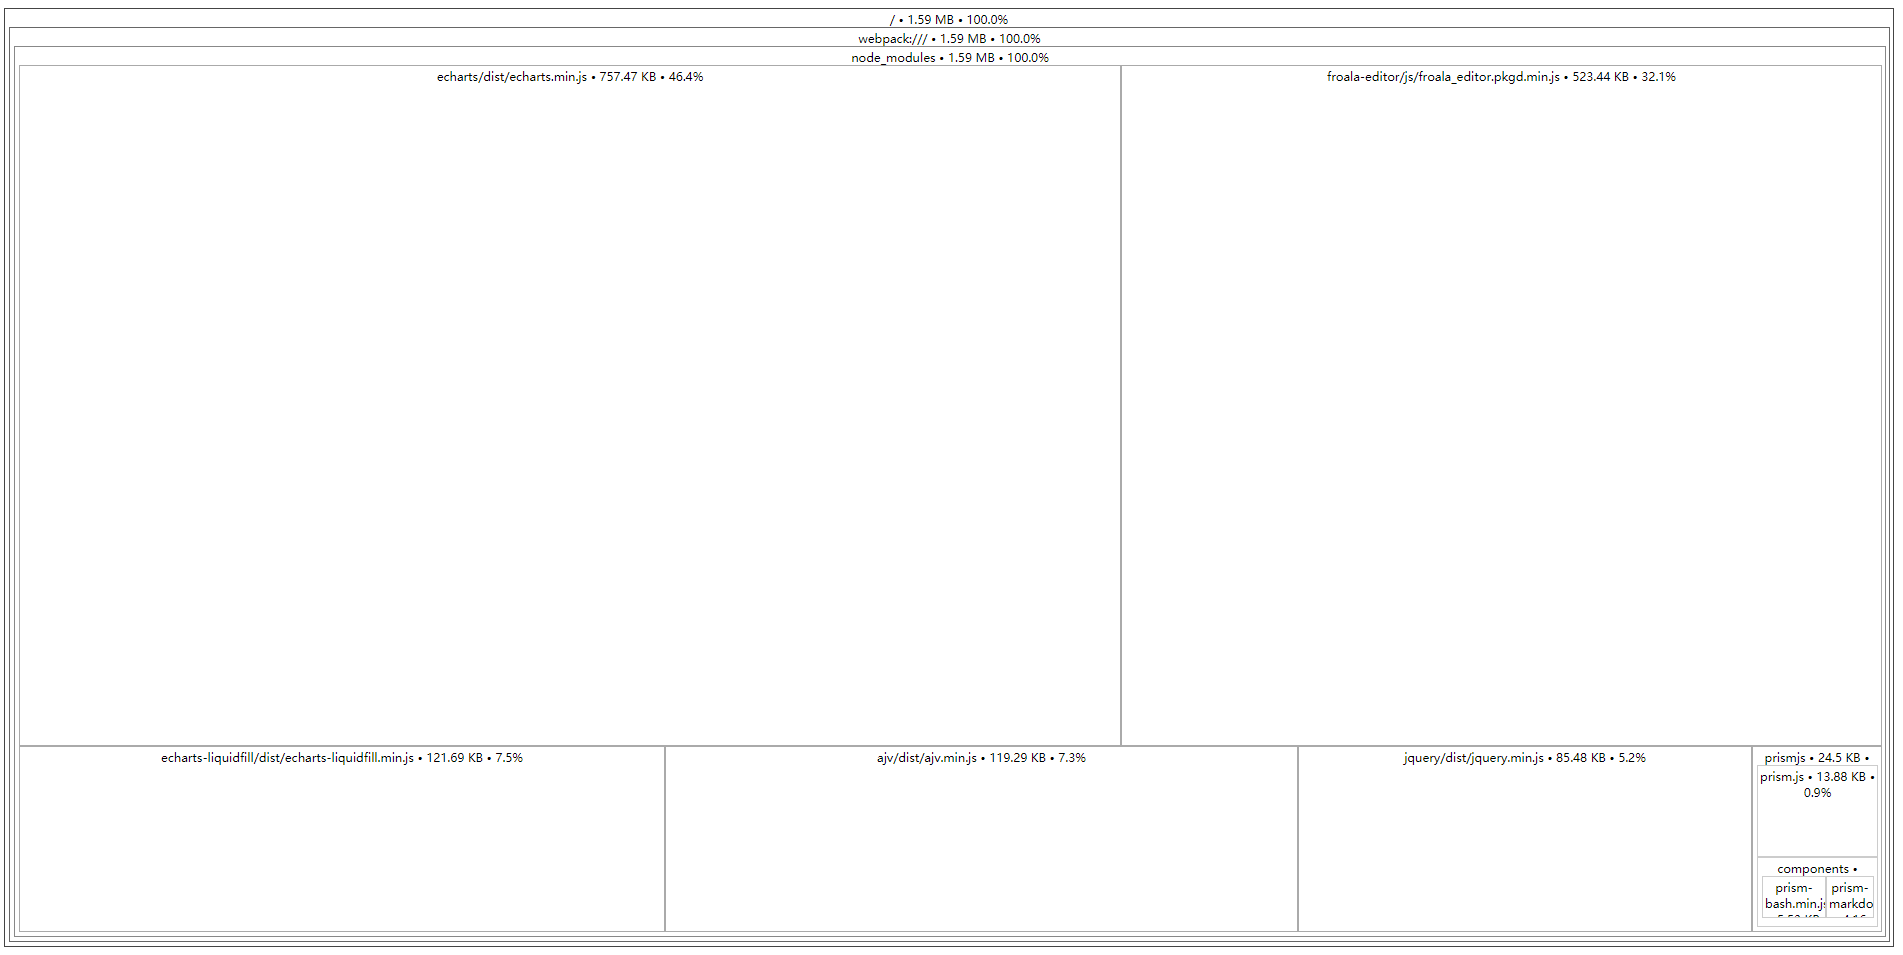 / • 1.59 MB • 100.0%
webpack:/// • 1.59 MB • 100.0%
node_modules • 1.59 MB • 100.0%
echarts/dist/echarts.min.js • 757.47 KB • 46.4%
froala-editor/js/froala_editor.pkgd.min.js • 523.44 KB • 32.1%
echarts-liquidfill/dist/echarts-liquidfill.min.js • 121.69 KB • 7.5%
ajv/dist/ajv.min.js • 119.29 KB • 7.3%
jquery/dist/jquery.min.js • 85.48 KB • 5.2%
prismjs • 24.5 KB •
prism.js • 13.88 KB •
0.9%
components •
prism-
bash.min.js
prism-
markdo